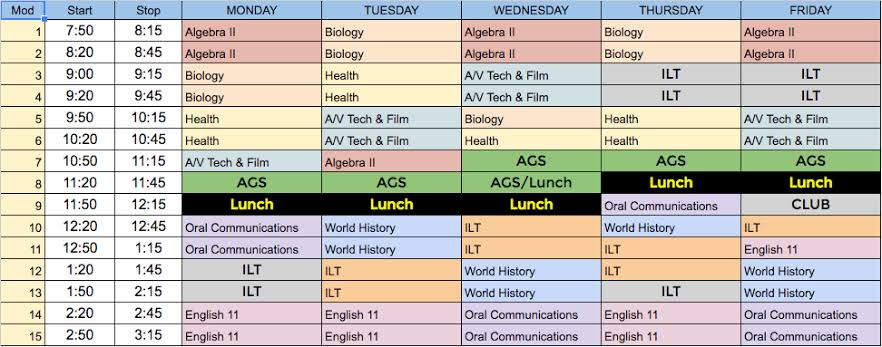 Mod Start Stop MONDAY TUESDAY WEDNESDAY THURSDAY FRIDAY
1 7:50 8:15 Algebra II Biology Algebra II Biology Algebra II
2 8:20 8:45 Algebra II Biology Algebra II Biology Algebra II
3 9:00 9:15 Biology Health A/V Tech & Film ILT ILT
4 9:20 9:45 Biology Health A/V Tech & Film ILT ILT
5 9:50 10:15 Health A/V Tech & Film Biology Health A/V Tech & Film
6 10:20 10:45 Health A/V Tech & Film Health Health A/V Tech & Film
7 10:50 11:15 A/V Tech & Film Algebra II AGS AGS AGS
8 11:20 11:45 AGS AGS AGS/Lunch Lunch Lunch
9 11:50 12:15 Lunch Lunch Lunch Oral Communications CLUB
10 12:20 12:45 Oral Communications World History ILT World History ILT
11 12:50 1:15 Oral Communications World History ILT ILT English 11
12 1:20 1:45 ILT ILT World History ILT World History
13 1:50 2:15 ILT ILT World History ILT World History
14 2:20 2:45 English 11 English 11 Oral Communications English 11 Oral Communications
15 2:50 3:15 English 11 English 11 Oral Communications English 11 Oral Communications